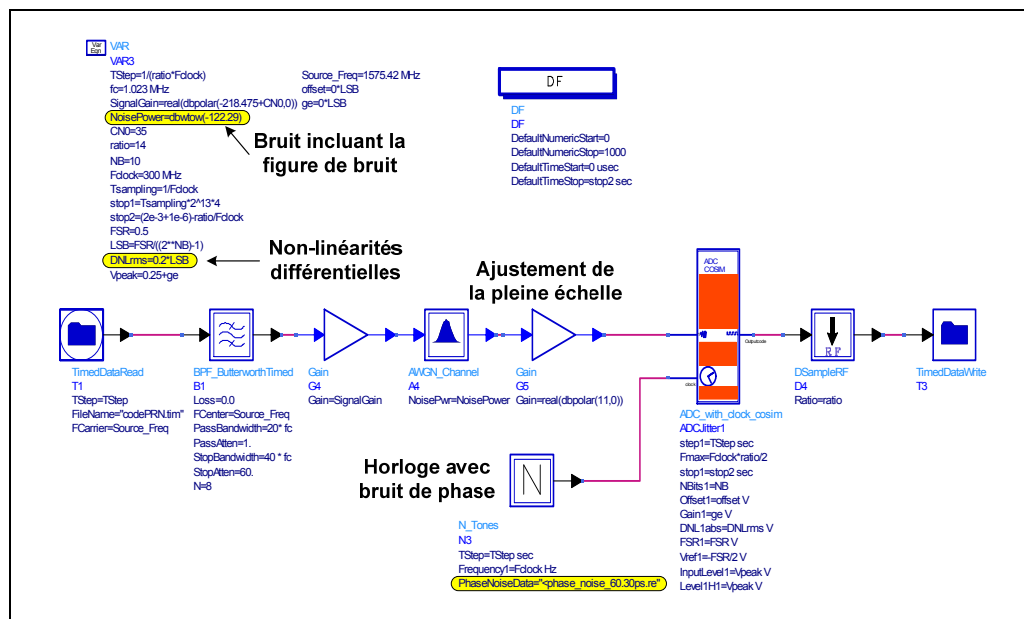 Var
Eqn
VAR
VAR3
TStep=1/(ratio*Fclock)
fc=1.023 MHz
SignalGain=real(dbpolar(-218.475+CN0,0))
NoisePower=dbwtow(-122.29)
CN0=35
ratio=14
NB=10
Fclock=300 MHz
Tsampling=1/Fclock
stop1=Tsampling*2^13*4
stop2=(2e-3+1e-6)-ratio/Fclock
FSR=0.5
LSB=FSR/((2**NB)-1)
DNLrms=0.2*LSB
Vpeak=0.25+ge
Source_Freq=1575.42 MHz
offset=0*LSB
ge=0*LSB
Bruit incluant la
figure de bruit
Non-linéarités
différentielles
DF
DF
DF
DefaultNumericStart=0
DefaultNumericStop=1000
DefaultTimeStart=0 usec
DefaultTimeStop=stop2 sec
Ajustement de
la pleine échelle
TimedDataRead
T1
TStep=TStep
FileName="codePRN.tim"
FCarrier=Source_Freq
BPF_ButterworthTimed
B1
Loss=0.0
FCenter=Source_Freq
PassBandwidth=20* fc
PassAtten=1.
StopBandwidth=40 * fc
StopAtten=60.
N=8
Gain
G4
Gain=SignalGain
AWGN_Channel
A4
NoisePwr=NoisePower
Gain
G5
Gain=real(dbpolar(11,0))
ADC
COSIM
Outputcode
clock
ADC_with_clock_cosim
ADCJitter1
step1=TStep sec
Fmax=Fclock*ratio/2
stop1=stop2 sec
NBits1=NB
Offset1=offset V
Gain1=ge V
DNL1abs=DNLrms V
FSR1=FSR V
Vref1=-FSR/2 V
InputLevel1=Vpeak V
Level1H1=Vpeak V
RF
DSampleRF
D4
Ratio=ratio
TimedDataWrite
T3
Horloge avec
bruit de phase
N
N_Tones
N3
TStep=TStep sec
Frequency1=Fclock Hz
PhaseNoiseData="<phase_noise_60.30ps.re"